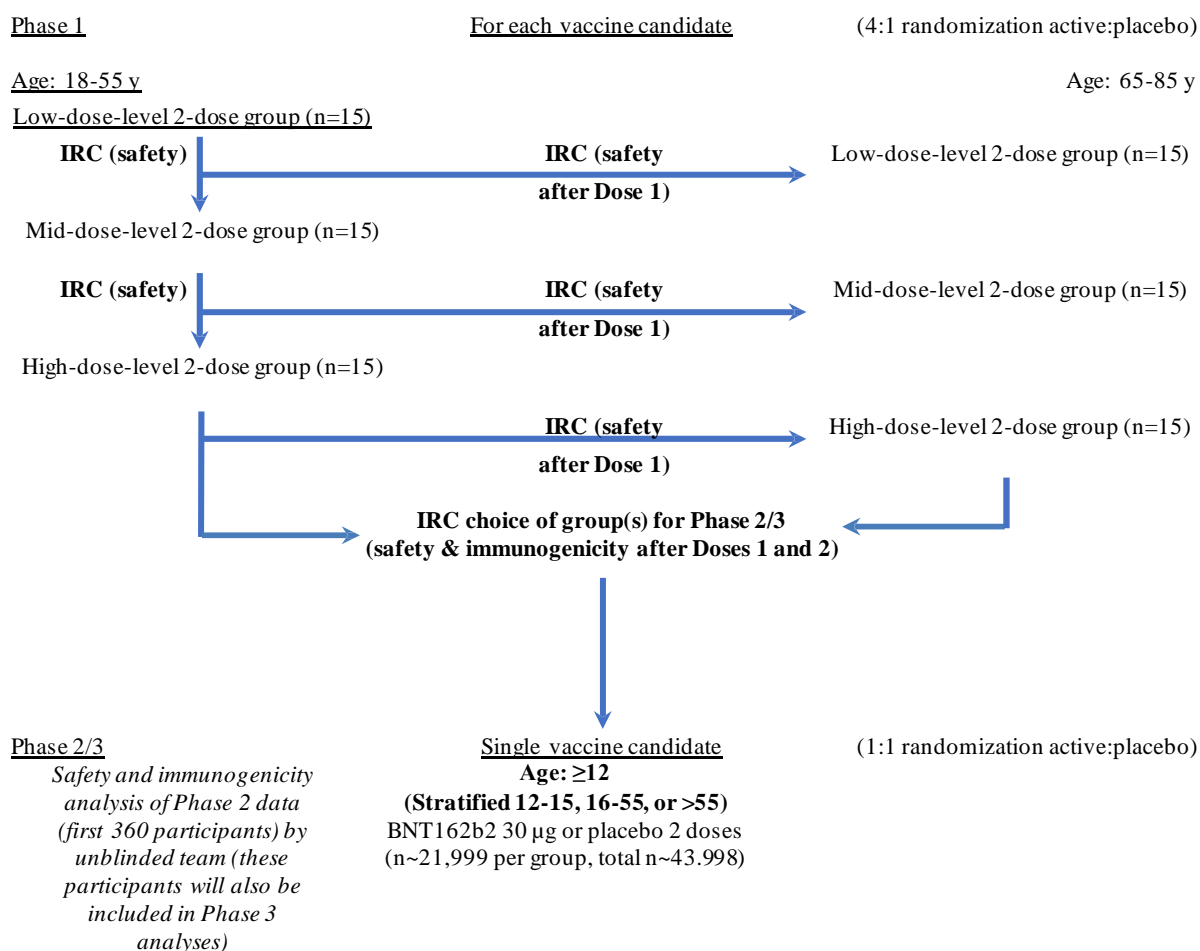 Phase 1 For each vaccine candidate (4:1 randomization active:placebo)
Age: 18-55 y Age: 65-85 y
Low-dose-level 2-dose group (n=15)
IRC (safety) IRC (safety Low-dose-level 2-dose group (n=15)
after Dose 1)
Mid-dose-level 2-dose group (n=15)
IRC (safety) IRC (safety Mid-dose-level 2-dose group (n=15)
after Dose 1)
High-dose-level 2-dose group (n=15)
IRC (safety High-dose-level 2-dose group (n=15)
after Dose 1)
IRC choice of group(s) for Phase 2/3
(safety & immunogenicity after Doses 1 and 2)
Phase 2/3 Single vaccine candidate (1:1 randomization active:placebo)
Safety and immunogenicity
analysis of Phase 2 data
(first 360 participants) by
unblinded team (these
participants will also be
included in Phase 3
analyses)
Age: ≥12
(Stratified 12-15, 16-55, or >55)
BNT162b2 30 µg or placebo 2 doses
(n~21,999 per group, total n~43.998)